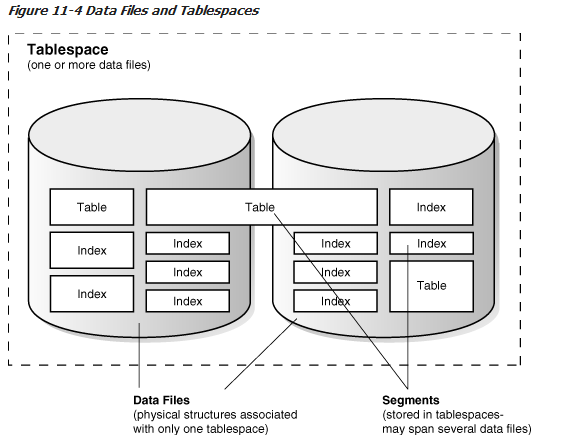 Figure 11-4 Data Files and Tablespaces
Tablespace
(one or more data files)
Table
Table
Index
Index
Index
Index
Index
Index
Index
Index
Table
Index
Index
Index
Data Files
(physical structures associated
with only one tablespace)
Segments
(stored in tablespaces-
may span several data files)